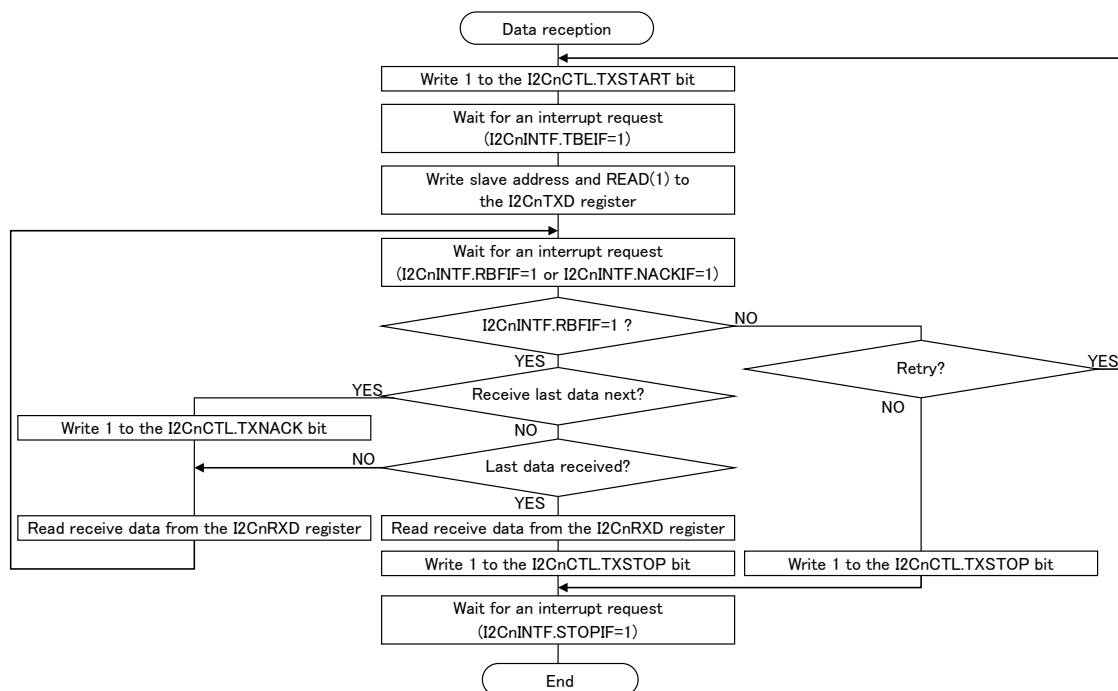 Data reception
Write 1 to the I2CnCTL.TXSTART bit
Wait for an interrupt request
(I2CnINTF.TBEIF=1)
Write slave address and READ(1) to
the I2CnTXD register
Wait for an interrupt request
(I2CnINTF.RBFIF=1 or I2CnINTF.NACKIF=1)
I2CnINTF.RBFIF=1 ?
NO
YES
Retry?
YES
NO
Receive last data next?
YES
NO
Write 1 to the I2CnCTL.TXNACK bit
Last data received?
NO
YES
Read receive data from the I2CnRXD register
Read receive data from the I2CnRXD register
Write 1 to the I2CnCTL.TXSTOP bit
Write 1 to the I2CnCTL.TXSTOP bit
Wait for an interrupt request
(I2CnINTF.STOPIF=1)
End